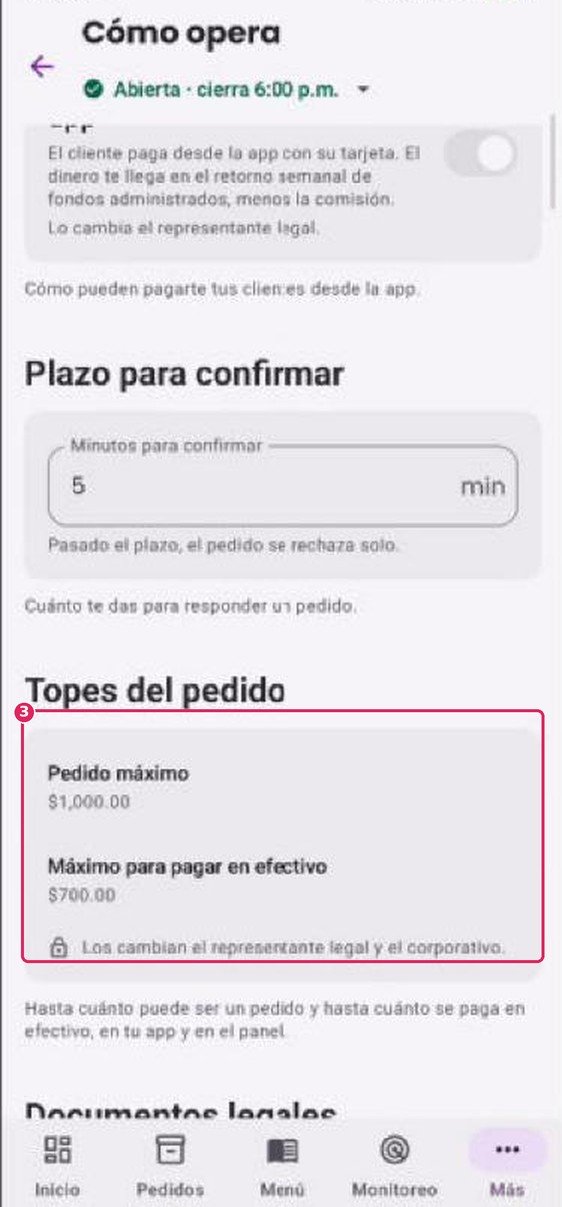 Cómo opera
Abierta · cierra 6:00 p.m.
El cliente paga desde la app con su tarjeta. El
dinero te llega en el retorno semanal de
fondos administrados, menos la comisión.
Lo cambia el representante legal.
Cómo pueden pagarte tus clientes desde la app.
Plazo para confirmar
Minutos para confirmar
5 min
Pasado el plazo, el pedido se rechaza solo.
Cuánto te das para responder un pedido.
Topes del pedido
3
Pedido máximo
$1,000.00
Máximo para pagar en efectivo
$700.00
Los cambian el representante legal y el corporativo.
Hasta cuánto puede ser un pedido y hasta cuánto se paga en
efectivo, en tu app y en el panel.
Documentos legales
Inicio Pedidos Menú Monitoreo Más